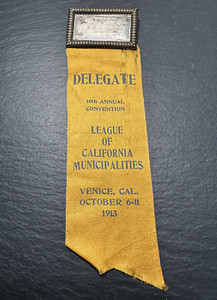 DELEGATE
16th ANNUAL
CONVENTION
LEAGUE
OF
CALIFORNIA
MUNICIPALITIES
VENICE, CAL.
OCTOBER 6-11
1913